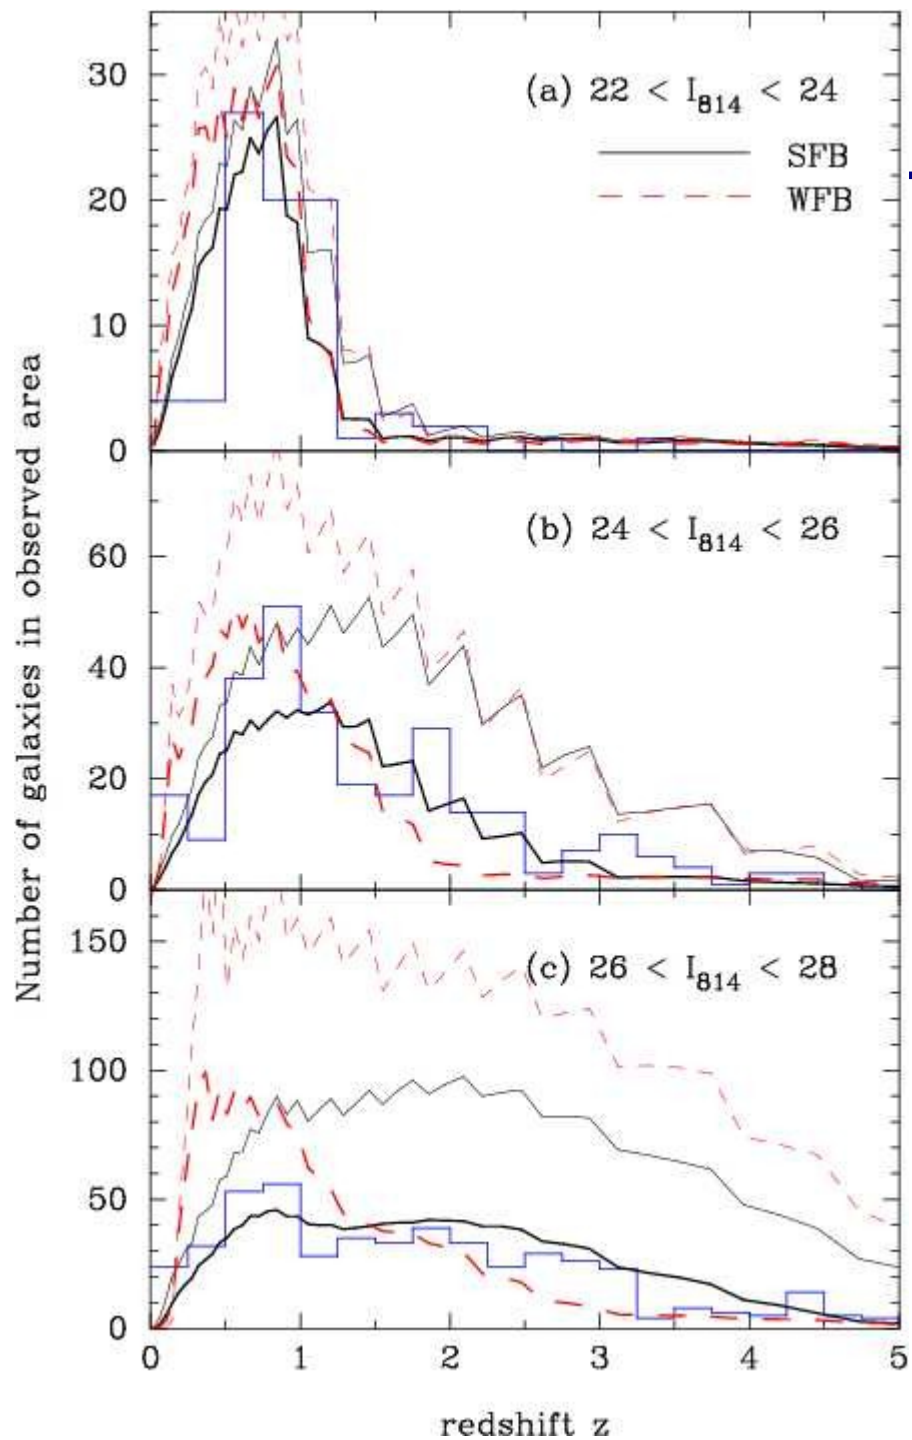 (a) 22 < I814 < 24
SFB
WFB
30
20
10
0
(b) 24 < I814 < 26
60
40
20
0
(c) 26 < I814 < 28
150
100
50
0
0 1 2 3 4 5
redshift z
Number of galaxies in observed area